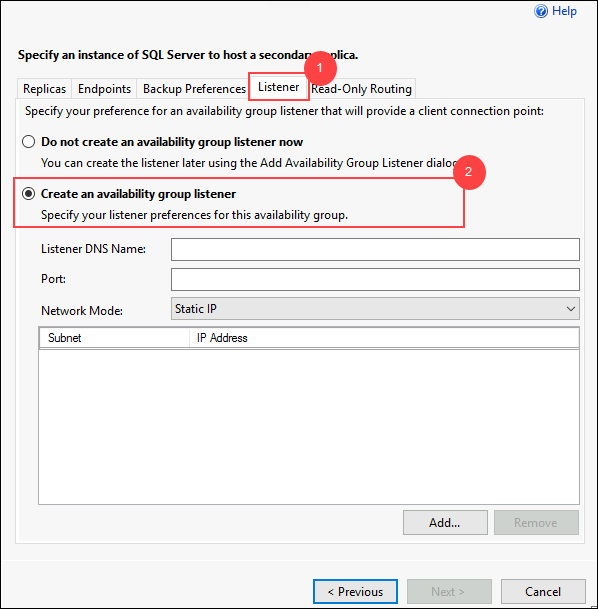 Help
Specify an instance of SQL Server to host a secondary replica.
1
Replicas Endpoints Backup Preferences Listener Read-Only Routing
Specify your preference for an availability group listener that will provide a client connection point:
Do not create an availability group listener now
You can create the listener later using the Add Availability Group Listener dialog
2
Create an availability group listener
Specify your listener preferences for this availability group.
Listener DNS Name:
Port:
Network Mode: Static IP
Subnet IP Address
Add... Remove
< Previous Next > Cancel